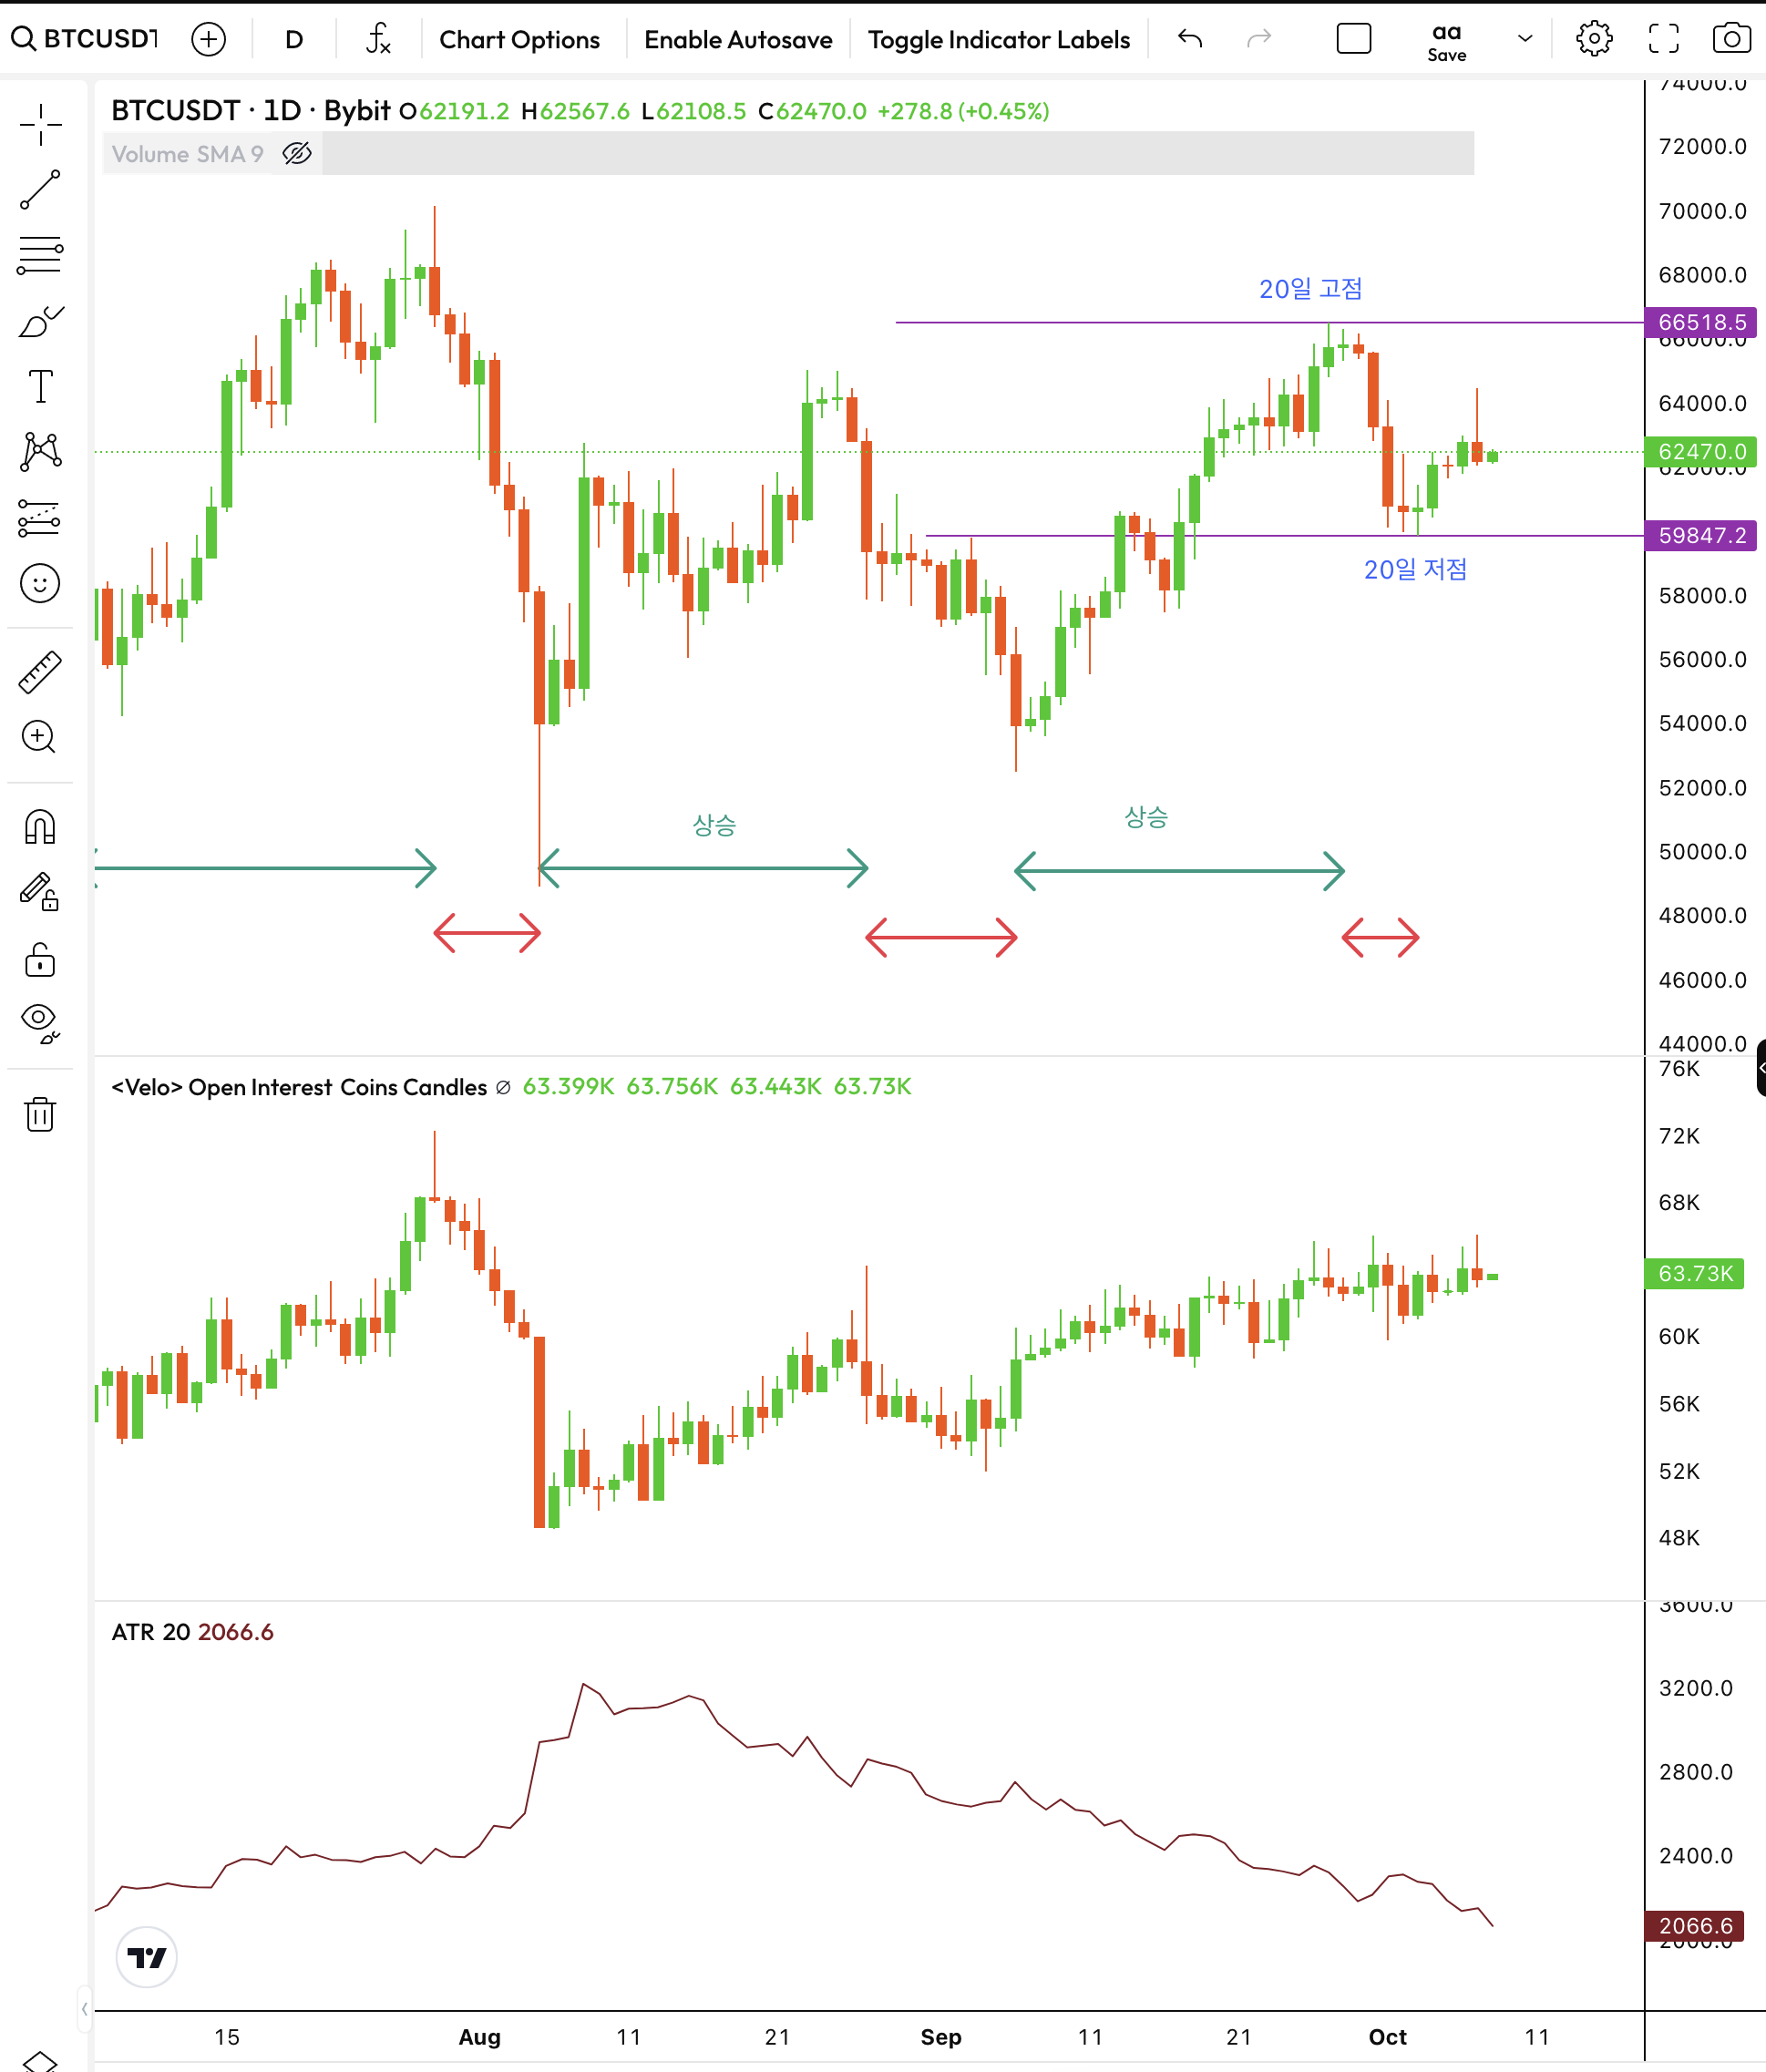 BTCUSDT
D
fx
Chart Options
Enable Autosave
Toggle Indicator Labels
aa
Save
BTCUSDT · 1D · Bybit O62191.2 H62567.6 L62108.5 C62470.0 +278.8 (+0.45%)
Volume SMA 9
74000.0
72000.0
70000.0
68000.0
20일 고점
66518.5
66000.0
64000.0
62470.0
62000.0
59847.2
20일 저점
58000.0
56000.0
54000.0
52000.0
상승
상승
50000.0
48000.0
46000.0
44000.0
<Velo> Open Interest Coins Candles ∅ 63.399K 63.756K 63.443K 63.73K
76K
72K
68K
63.73K
60K
56K
52K
48K
ATR 20 2066.6
3600.0
3200.0
2800.0
2400.0
2066.6
2000.0
15
Aug
11
21
Sep
11
21
Oct
11